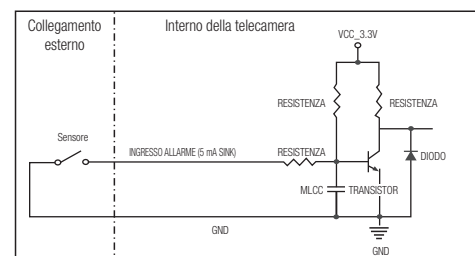 Collegamento
esterno
Interno della telecamera
VCC_3.3V
RESISTENZA
RESISTENZA
Sensore
INGRESSO ALLARME (5 mA SINK)
RESISTENZA
DIODO
MLCC
TRANSISTOR
GND
GND